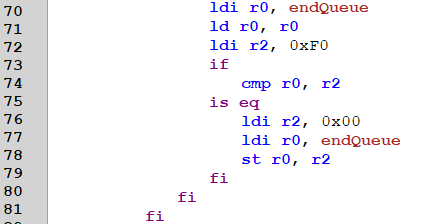 70 ldi r0, endQueue
71 ld r0, r0
72 ldi r2, 0xF0
73 if
74 cmp r0, r2
75 is eq
76 ldi r2, 0x00
77 ldi r0, endQueue
78 st r0, r2
79 fi
80 fi
81 fi